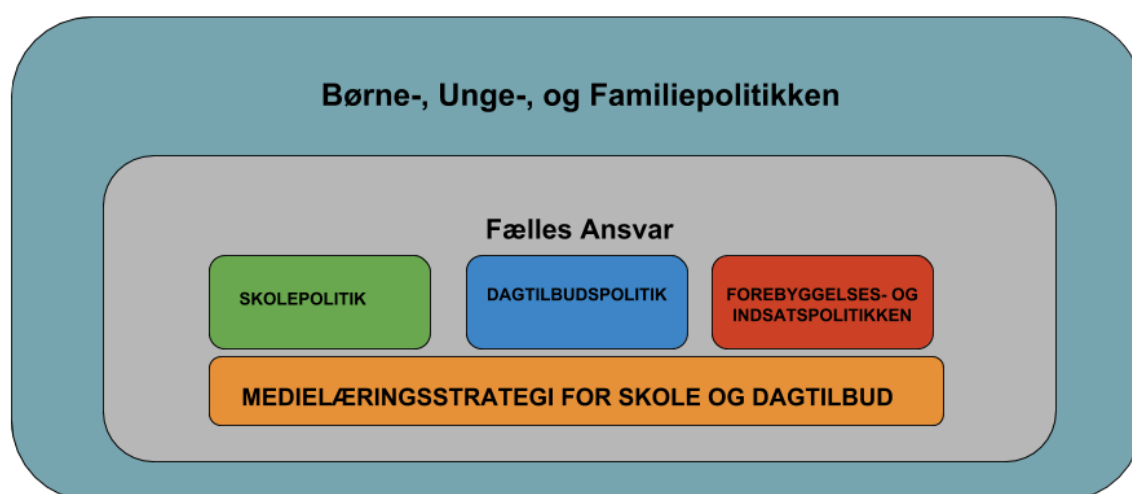 Børne-, Unge-, og Familiepolitikken
Fælles Ansvar
SKOLEPOLITIK
DAGTILBUDSPOLITIK
FOREBYGGELSES- OG
INDSATSPOLITIKKEN
MEDIELÆRINGSSTRATEGI FOR SKOLE OG DAGTILBUD